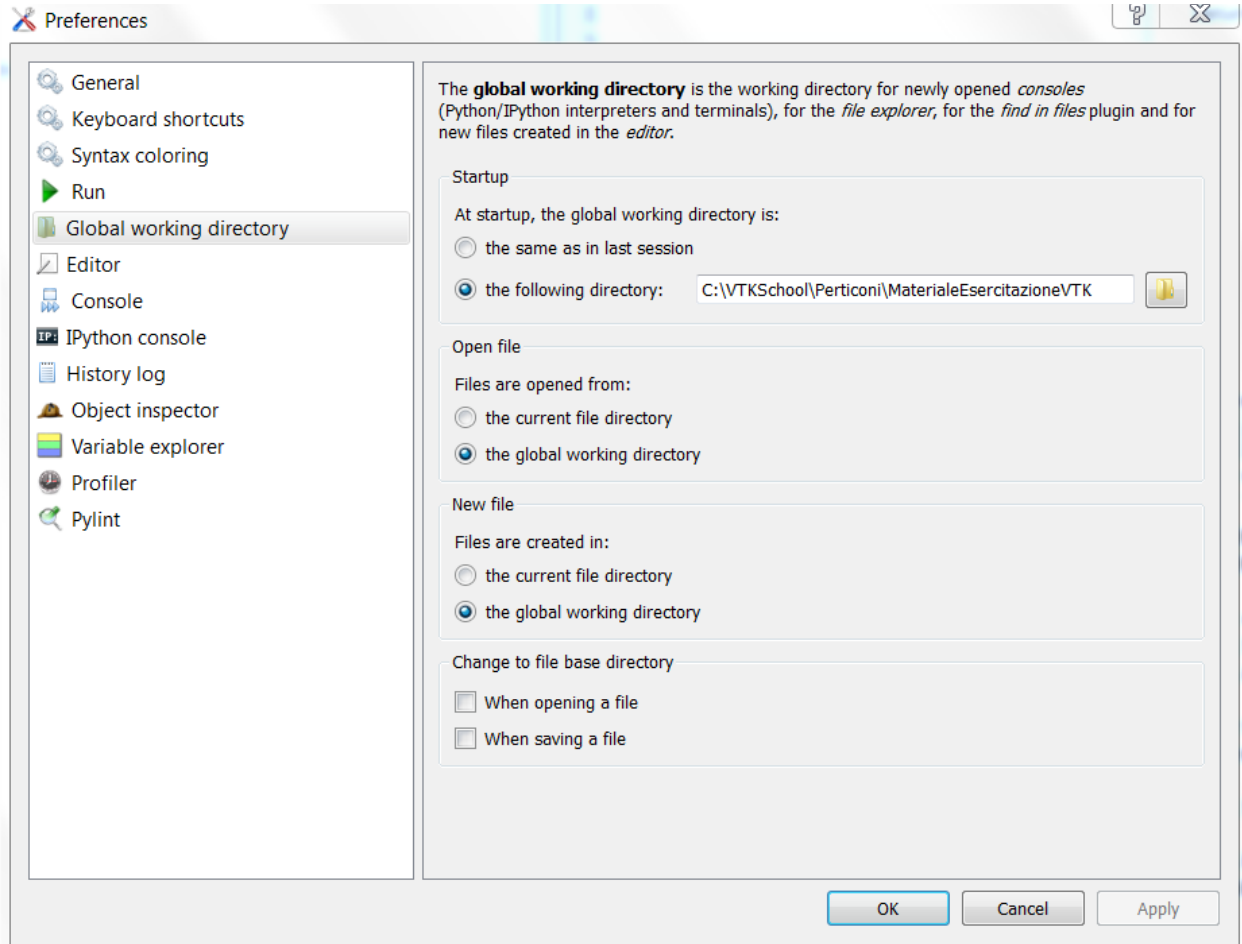 Preferences
General
Keyboard shortcuts
Syntax coloring
Run
Global working directory
Editor
Console
IP: IPython console
History log
Object inspector
Variable explorer
Profiler
Pylint
The global working directory is the working directory for newly opened consoles
(Python/IPython interpreters and terminals), for the file explorer, for the find in files plugin and for
new files created in the editor.
Startup
At startup, the global working directory is:
the same as in last session
the following directory: C:\VTKSchool\Perticoni\MaterialeEsercitazioneVTK
Open file
Files are opened from:
the current file directory
the global working directory
New file
Files are created in:
the current file directory
the global working directory
Change to file base directory
When opening a file
When saving a file
OK Cancel Apply